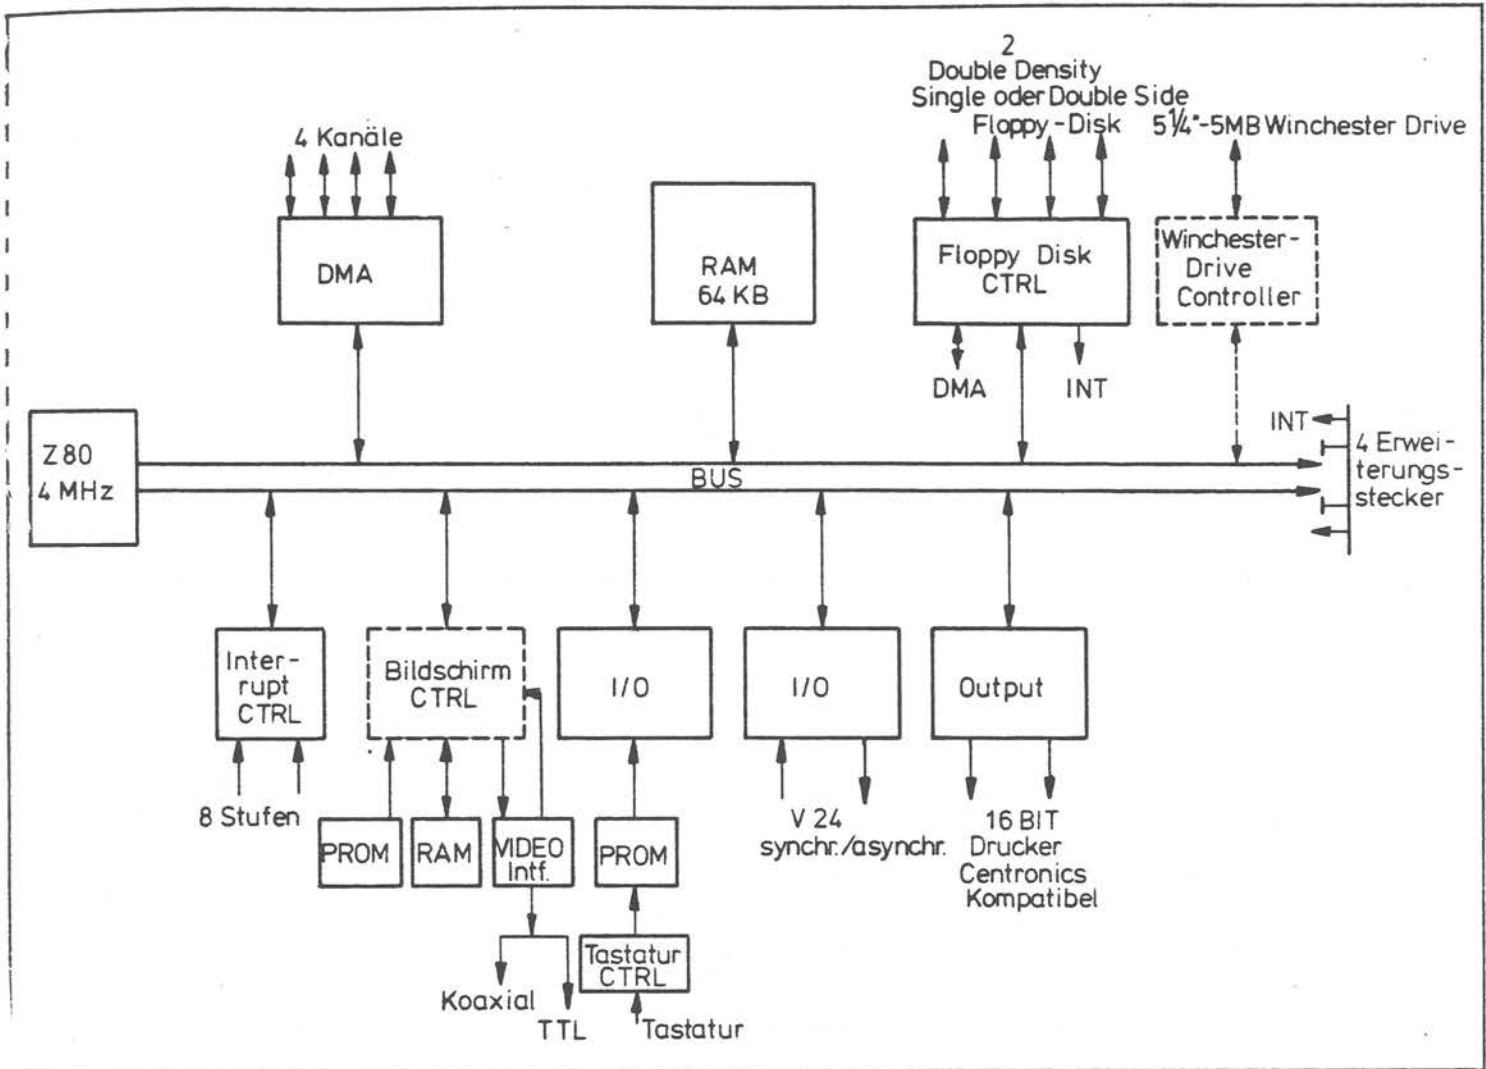 2
Double Density
Single oder Double Side
Floppy-Disk
5¼"-5MB Winchester Drive
4 Kanäle
DMA
RAM
64 KB
Floppy Disk
CTRL
Winchester-
Drive
Controller
DMA
INT
Z80
4 MHz
BUS
INT
4 Erwei-
terungs-
stecker
Inter-
rupt
CTRL
Bildschirm
CTRL
I/O
I/O
Output
8 Stufen
PROM
RAM
VIDEO
Intf.
PROM
V 24
synchr./asynchr.
16 BIT
Drucker
Centronics
Kompatibel
Tastatur
CTRL
Koaxial
TTL
Tastatur